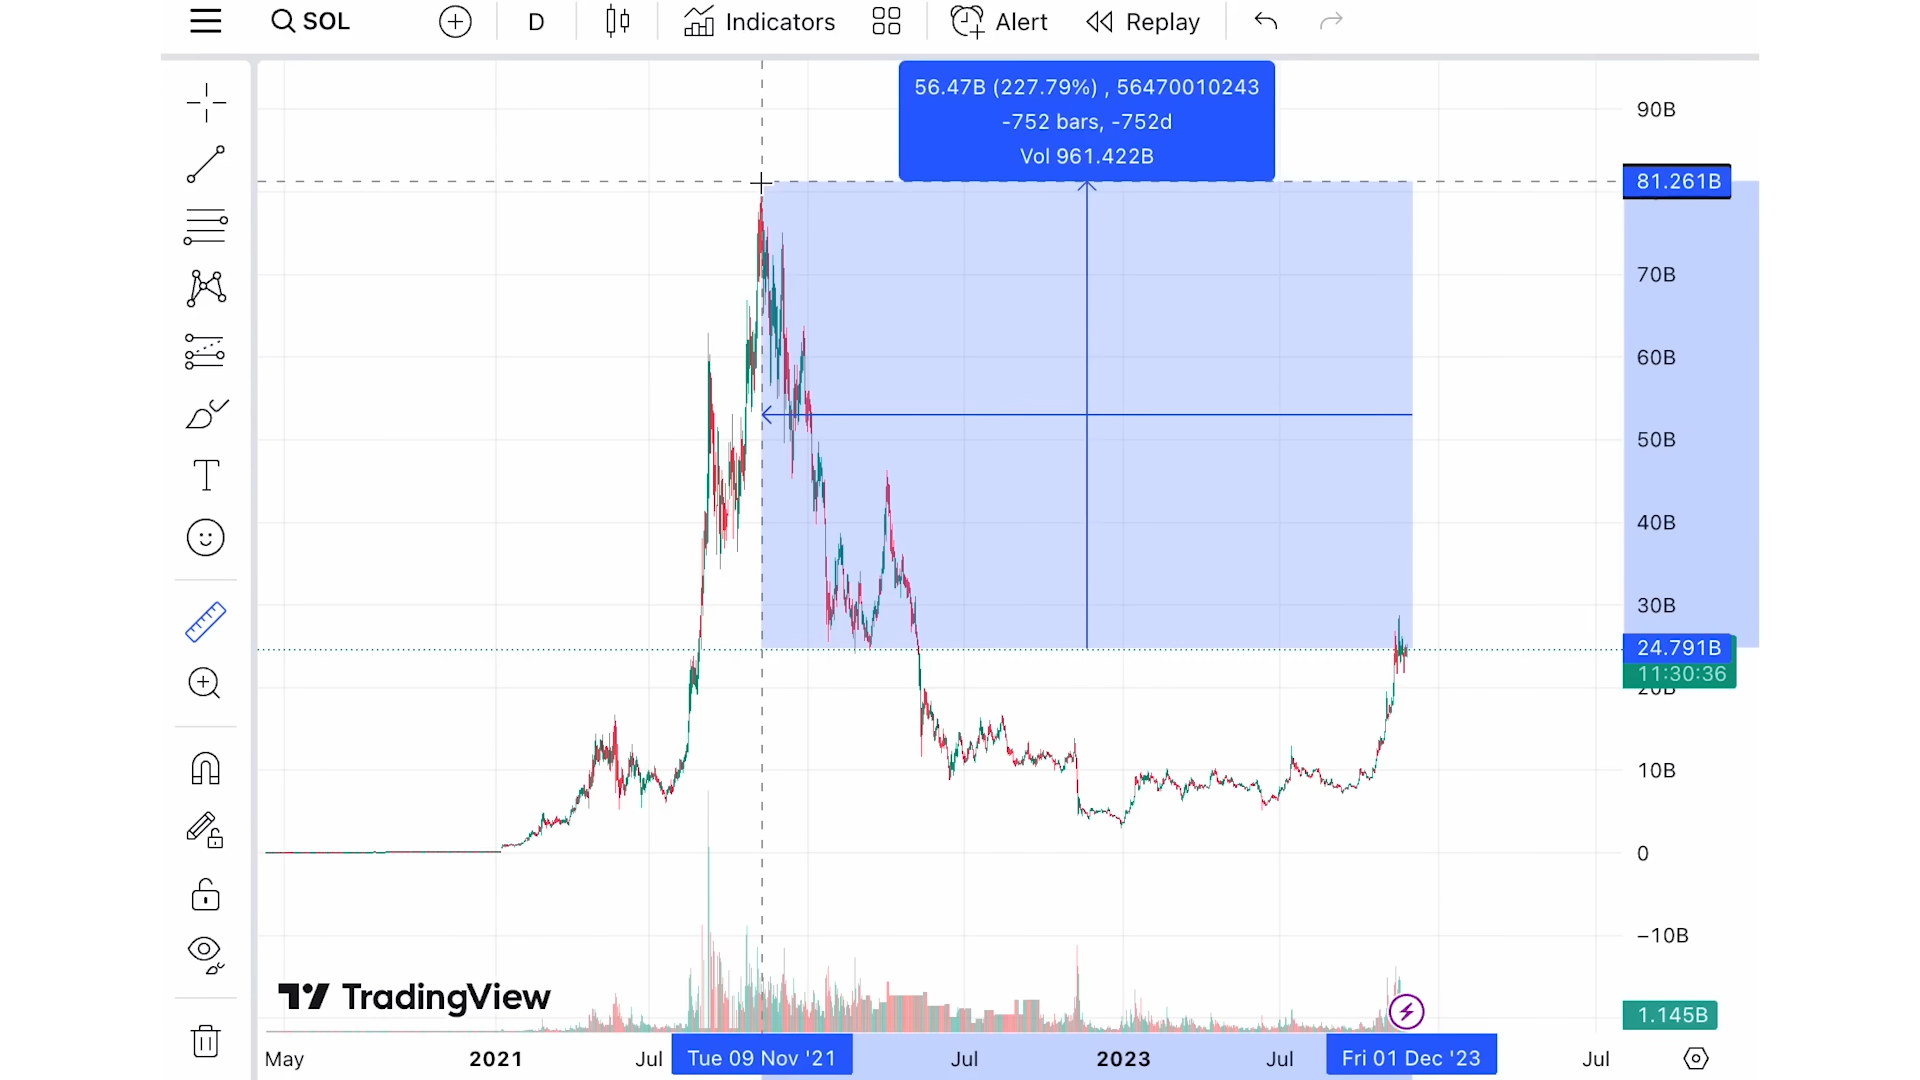 SOL
D
Indicators
Alert
Replay
56.47B (227.79%) , 56470010243
-752 bars, -752d
Vol 961.422B
90B
81.261B
70B
60B
50B
40B
30B
24.791B
11:30:36
20B
10B
0
−10B
1.145B
TradingView
May
2021
Jul
Tue 09 Nov '21
Jul
2023
Jul
Fri 01 Dec '23
Jul